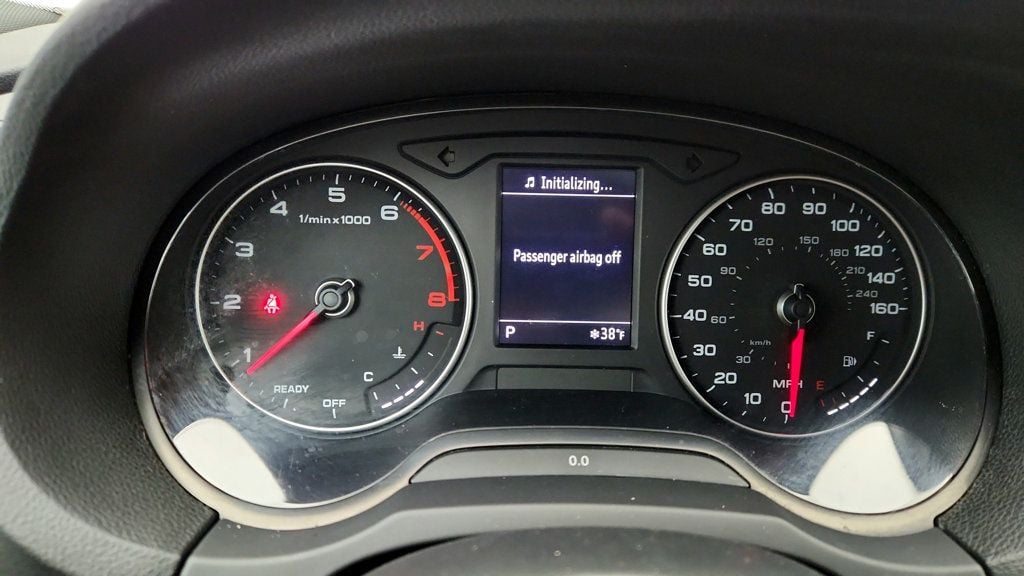 5
4
6
1/min x 1000
3
7
2
8
H
1
C
READY
OFF
Initializing...
Passenger airbag off
P
❄38°F
80
90
70
100
60
120
150
120
180
50
90
210
140
240
40
60
160
km/h
F
30
30
20
MPH
E
10
0
0.0